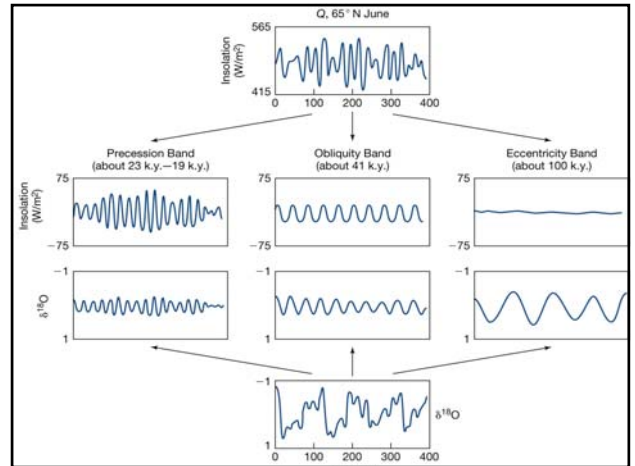 Q, 65° N June
Insolation
(W/m²)
565
415
0 100 200 300 400
Precession Band
(about 23 k.y.—19 k.y.)
Obliquity Band
(about 41 k.y.)
Eccentricity Band
(about 100 k.y.)
Insolation
(W/m²)
75
−75
75
−75
75
−75
δ¹⁸O
−1
1
−1
1
−1
1
−1
1
δ¹⁸O
0 100 200 300 400